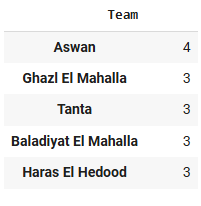 Team
Aswan 4
Ghazl El Mahalla 3
Tanta 3
Baladiyat El Mahalla 3
Haras El Hedood 3